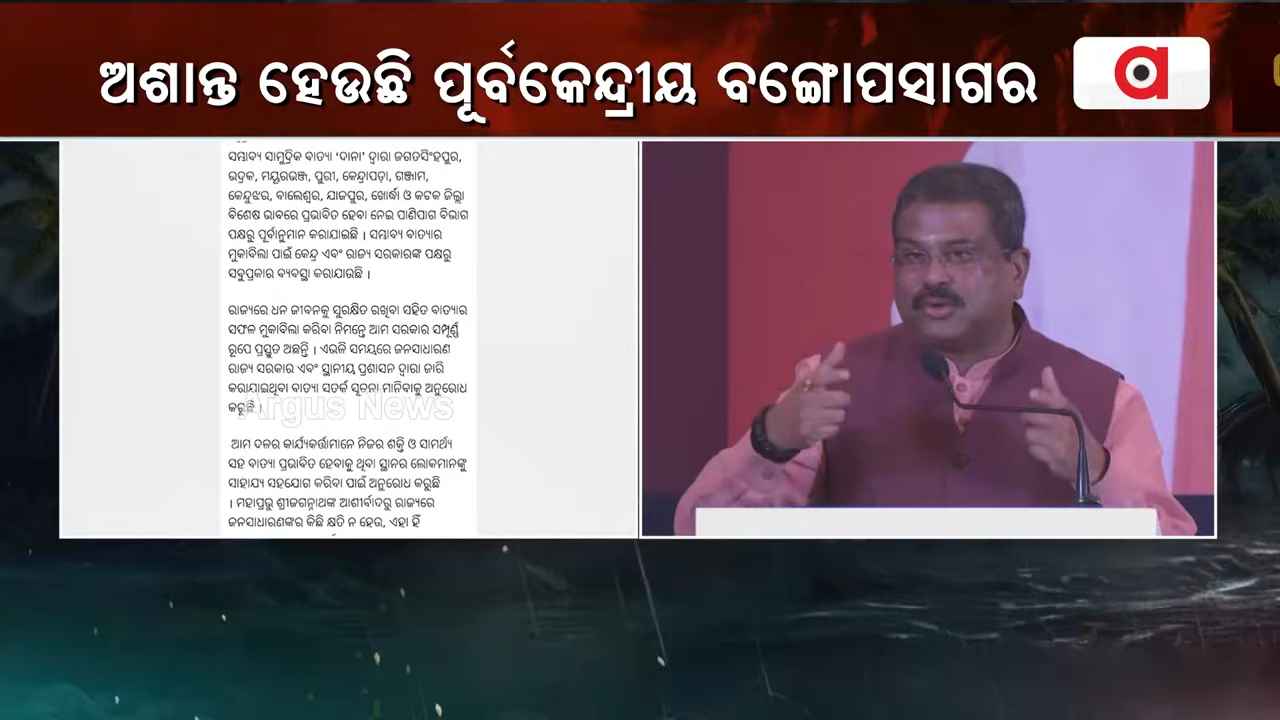 ଅଶାନ୍ତ ହେଉଛି ପୂର୍ବକେନ୍ଦ୍ରୀୟ ବଙ୍ଗୋପସାଗର
ସମ୍ଭାବ୍ୟ ସାମୁଦ୍ରିକ ବାତ୍ୟା ‘ଦାନା’ ଦ୍ୱାରା ଜଗତସିଂହପୁର,
ଭଦ୍ରକ, ମୟୂରଭଞ୍ଜ, ପୁରୀ, କେନ୍ଦ୍ରାପଡ଼ା, ଗଞ୍ଜାମ,
କେନ୍ଦୁଝର, ବାଲେଶ୍ୱର, ଯାଜପୁର, ଖୋର୍ଦ୍ଧା ଓ କଟକ ଜିଲ୍ଲା
ବିଶେଷ ଭାବରେ ପ୍ରଭାବିତ ହେବା ନେଇ ପାଣିପାଗ ବିଭାଗ
ପକ୍ଷରୁ ପୂର୍ବାନୁମାନ କରାଯାଇଛି । ସମ୍ଭାବ୍ୟ ବାତ୍ୟାର
ମୁକାବିଲା ପାଇଁ କେନ୍ଦ୍ର ଏବଂ ରାଜ୍ୟ ସରକାରଙ୍କ ପକ୍ଷରୁ
ସବୁପ୍ରକାର ବ୍ୟବସ୍ଥା କରାଯାଉଛି ।
ରାଜ୍ୟରେ ଧନ ଜୀବନକୁ ସୁରକ୍ଷିତ ରଖିବା ସହିତ ବାତ୍ୟାର
ସଫଳ ମୁକାବିଲା କରିବା ନିମନ୍ତେ ଆମ ସରକାର ସମ୍ପୂର୍ଣ୍ଣ
ରୂପେ ପ୍ରସ୍ତୁତ ଅଛନ୍ତି । ଏଭଳି ସମୟରେ ଜନସାଧାରଣ
ରାଜ୍ୟ ସରକାର ଏବଂ ସ୍ଥାନୀୟ ପ୍ରଶାସନ ଦ୍ୱାରା ଜାରି
କରାଯାଇଥିବା ବାତ୍ୟା ସତର୍କ ସୂଚନା ମାନିବାକୁ ଅନୁରୋଧ
କରୁଛି ।
Argus News
ଆମ ଦଳର କାର୍ଯ୍ୟକର୍ତ୍ତାମାନେ ନିଜର ଶକ୍ତି ଓ ସାମର୍ଥ୍ୟ
ସହ ବାତ୍ୟା ପ୍ରଭାବିତ ହେବାକୁ ଥିବା ସ୍ଥାନର ଲୋକମାନଙ୍କୁ
ସାହାଯ୍ୟ ସହଯୋଗ କରିବା ପାଇଁ ଅନୁରୋଧ କରୁଛି
। ମହାପ୍ରଭୁ ଶ୍ରୀଜଗନ୍ନାଥଙ୍କ ଆଶୀର୍ବାଦରୁ ରାଜ୍ୟରେ
ଜନସାଧାରଣଙ୍କର କିଛି କ୍ଷତି ନ ହେଉ, ଏହା ହିଁ